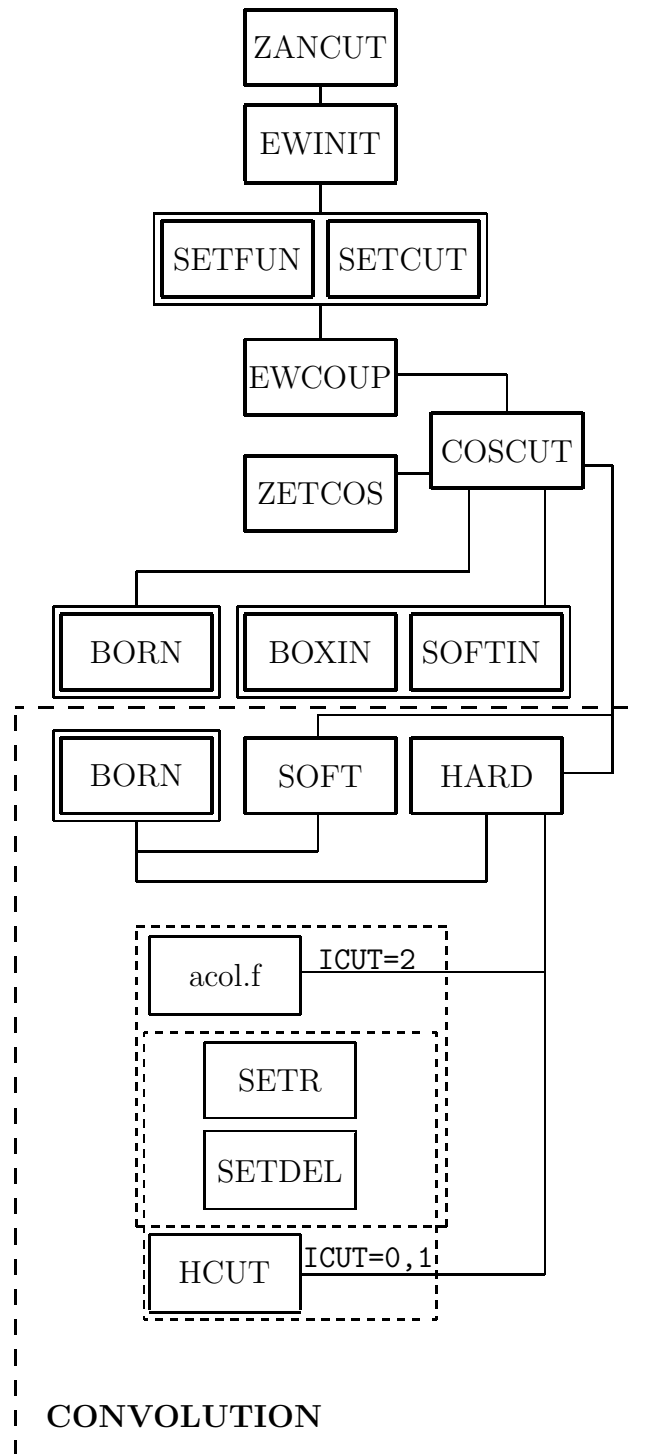 ZANCUT
EWINIT
SETFUN SETCUT
EWCOUP
COSCUT
ZETCOS
BORN BOXIN SOFTIN
BORN SOFT HARD
acol.f ICUT=2
SETR
SETDEL
HCUT ICUT=0,1
CONVOLUTION